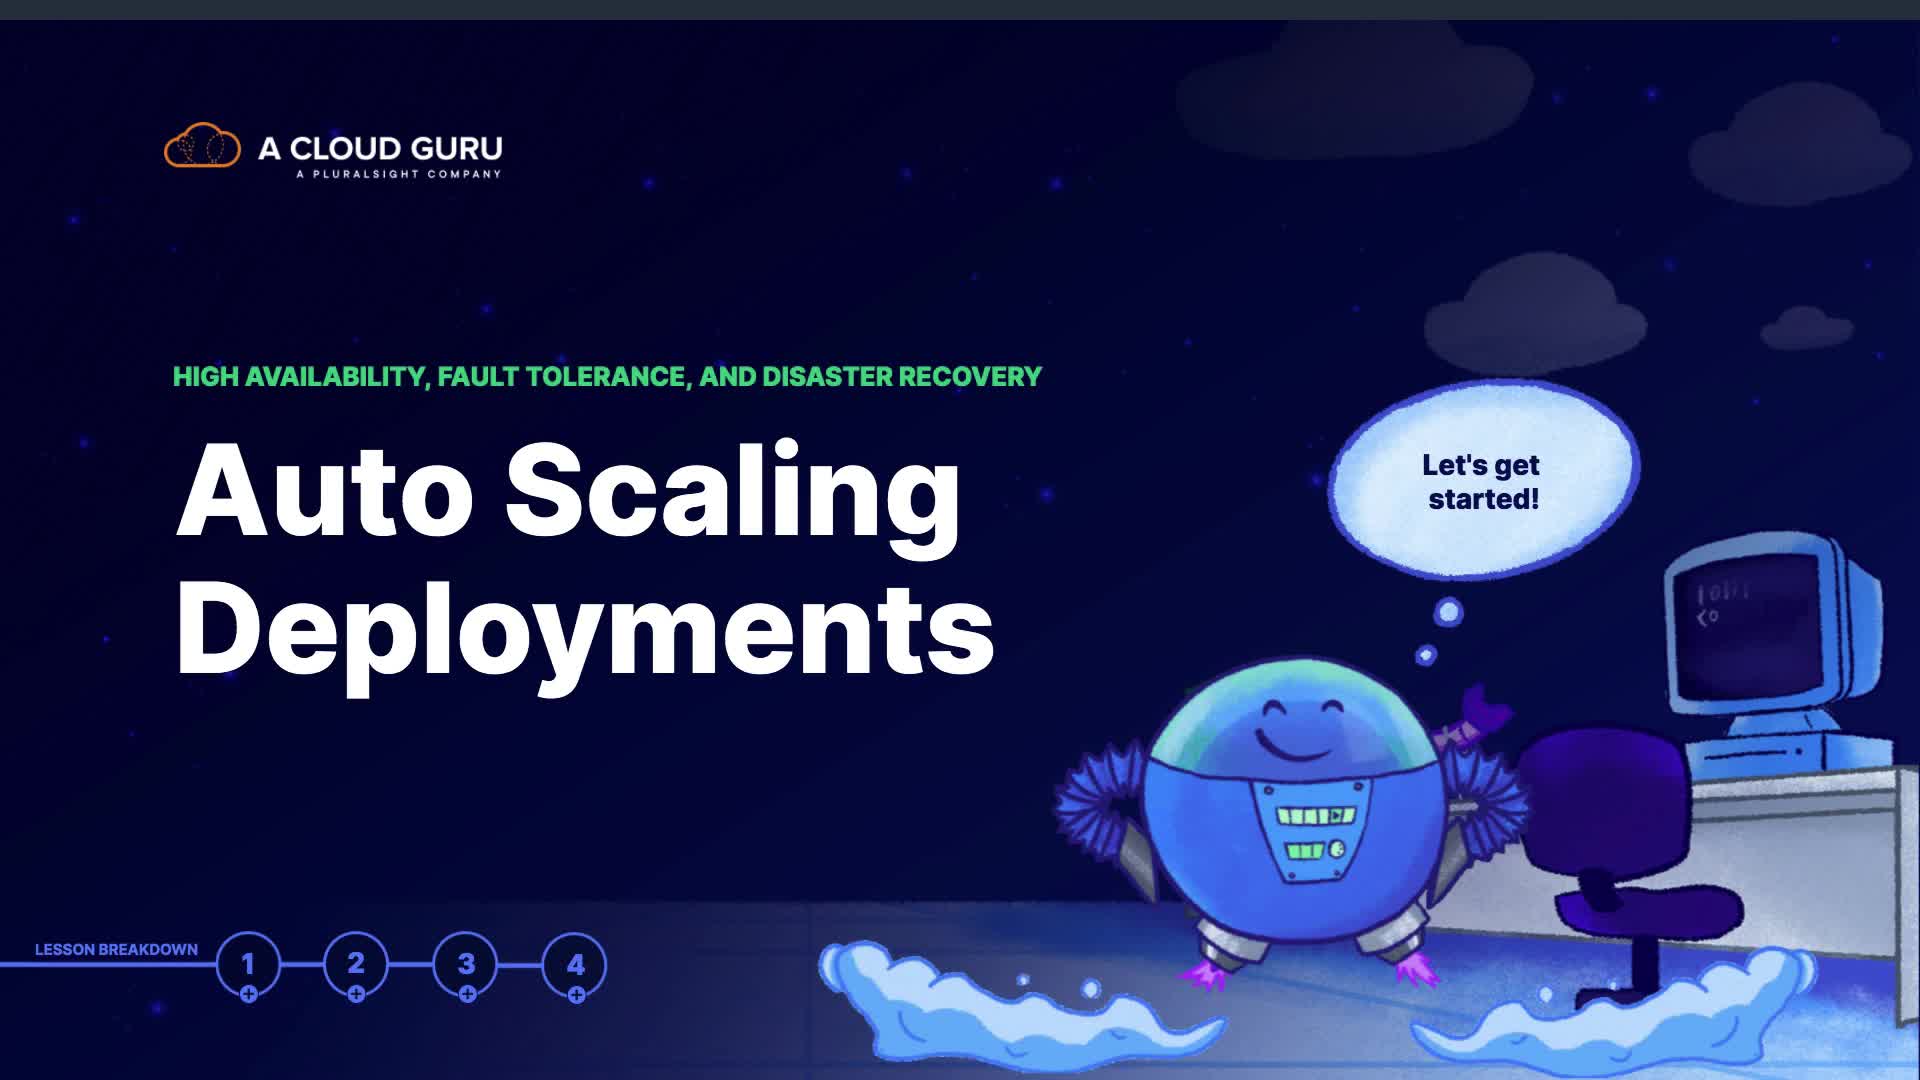 A CLOUD GURU
A PLURALSIGHT COMPANY
HIGH AVAILABILITY, FAULT TOLERANCE, AND DISASTER RECOVERY
Auto Scaling
Deployments
Let's get
started!
LESSON BREAKDOWN
1
2
3
4